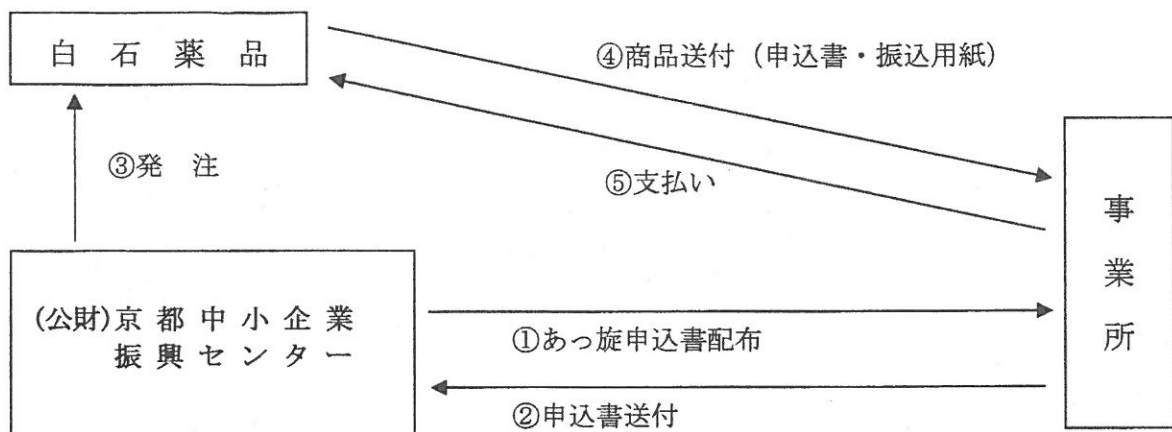 白石薬品
④商品送付（申込書・振込用紙）
③発　注
⑤支払い
事業所
(公財)京都中小企業
振興センター
①あっ旋申込書配布
②申込書送付